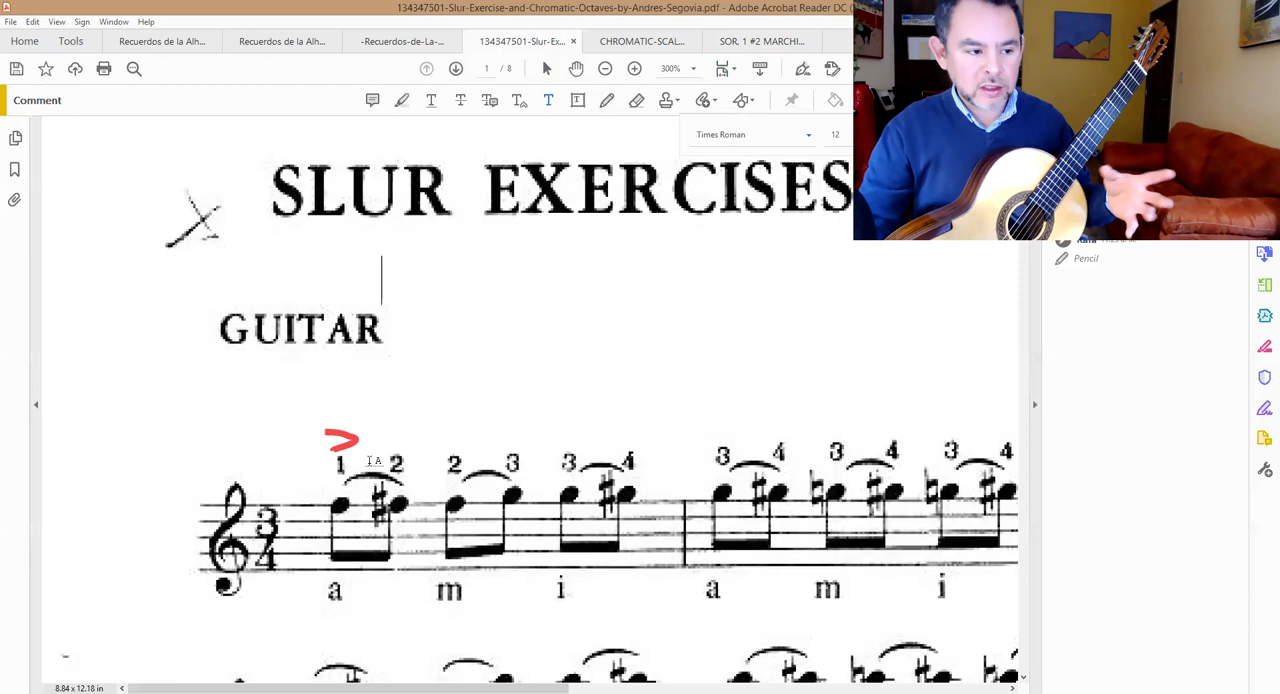 134347501-Slur-Exercise-and-Chromatic-Octaves-by-Andres-Segovia.pdf - Adobe Acrobat Reader DC (
File Edit View Sign Window Help
Home Tools Recuerdos de la Alh... Recuerdos de la Alh... -Recuerdos-de-La-... 134347501-Slur-Ex... × CHROMATIC-SCAL... SOR, 1 #2 MARCHI...
1 / 8 300%
Comment
Times Roman 12
SLUR EXERCISES
Pencil
GUITAR
>
1 2 2 3 3 4 3 4 3 4 3 4
3
4
a m i a m i
8.84 x 12.18 in